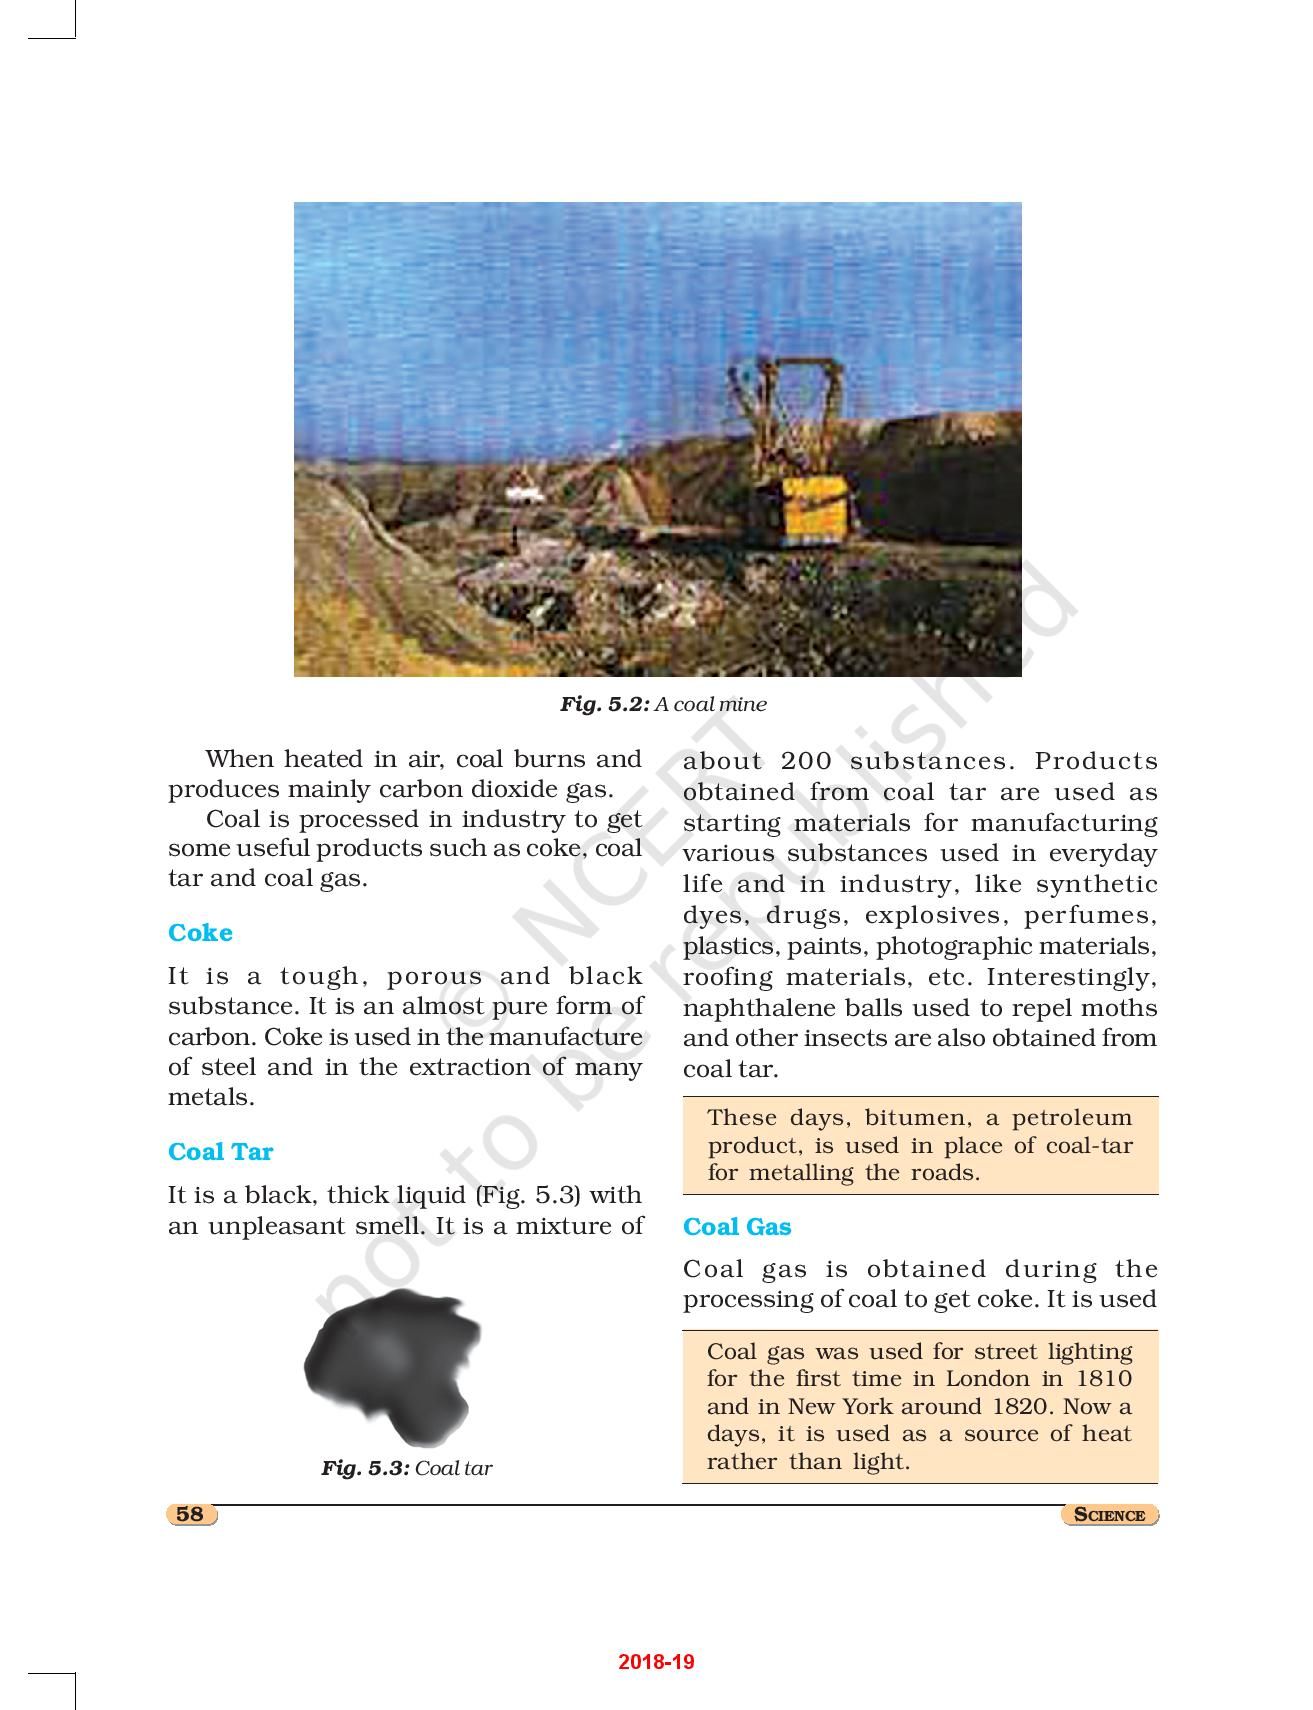 Fig. 5.2: A coal mine
When heated in air, coal burns and
produces mainly carbon dioxide gas.
Coal is processed in industry to get
some useful products such as coke, coal
tar and coal gas.
Coke
It is a tough, porous and black
substance. It is an almost pure form of
carbon. Coke is used in the manufacture
of steel and in the extraction of many
metals.
Coal Tar
It is a black, thick liquid (Fig. 5.3) with
an unpleasant smell. It is a mixture of
Fig. 5.3: Coal tar
about 200 substances. Products
obtained from coal tar are used as
starting materials for manufacturing
various substances used in everyday
life and in industry, like synthetic
dyes, drugs, explosives, perfumes,
plastics, paints, photographic materials,
roofing materials, etc. Interestingly,
naphthalene balls used to repel moths
and other insects are also obtained from
coal tar.
These days, bitumen, a petroleum
product, is used in place of coal-tar
for metalling the roads.
Coal Gas
Coal gas is obtained during the
processing of coal to get coke. It is used
Coal gas was used for street lighting
for the first time in London in 1810
and in New York around 1820. Now a
days, it is used as a source of heat
rather than light.
58
SCIENCE
2018-19
© NCERT
not to be republished